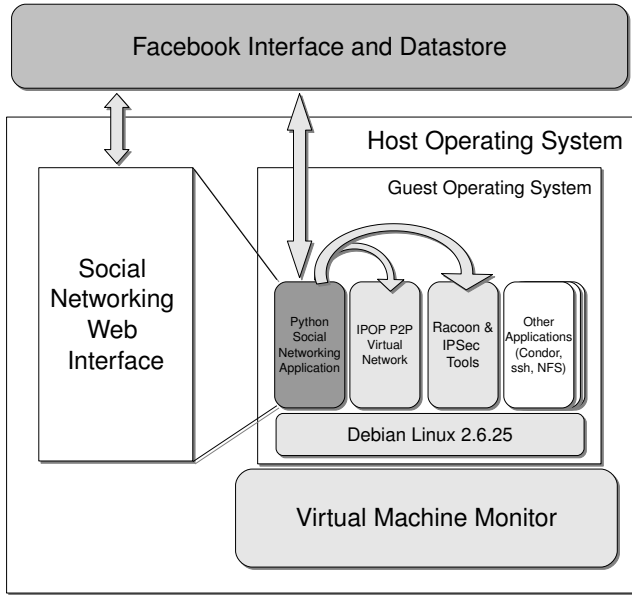 Facebook Interface and Datastore
Host Operating System
Guest Operating System
Social
Networking
Web
Interface
Python
Social
Networking
Application
IPOP P2P
Virtual
Network
Racoon &
IPSec
Tools
Other
Applications
(Condor,
ssh, NFS)
Debian Linux 2.6.25
Virtual Machine Monitor